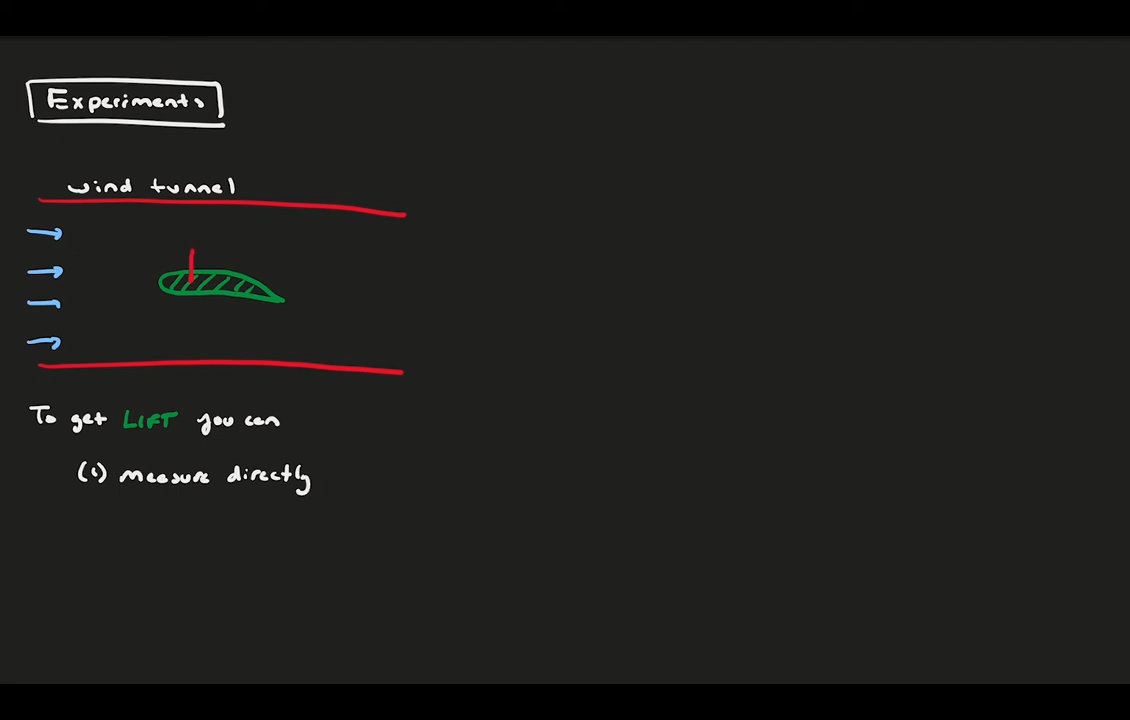 Experiments
wind tunnel
To get LIFT you can
(1) measure directly